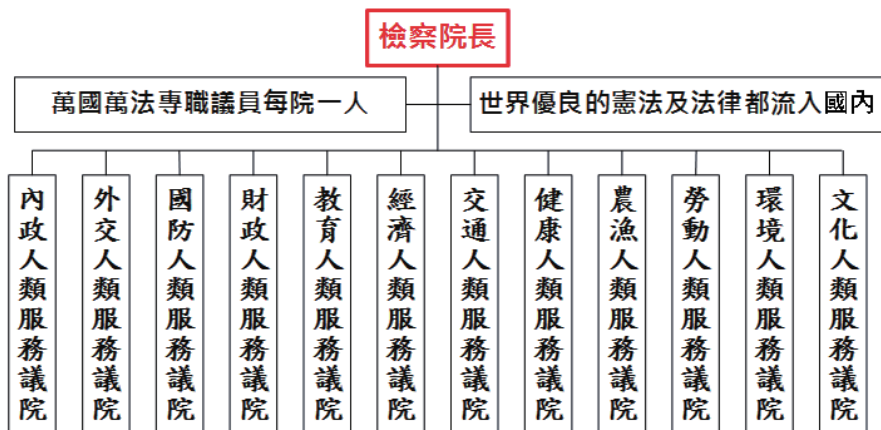 檢察院長
萬國萬法專職議員每院一人
世界優良的憲法及法律都流入國內
內政人類服務議院
外交人類服務議院
國防人類服務議院
財政人類服務議院
教育人類服務議院
經濟人類服務議院
交通人類服務議院
健康人類服務議院
農漁人類服務議院
勞動人類服務議院
環境人類服務議院
文化人類服務議院